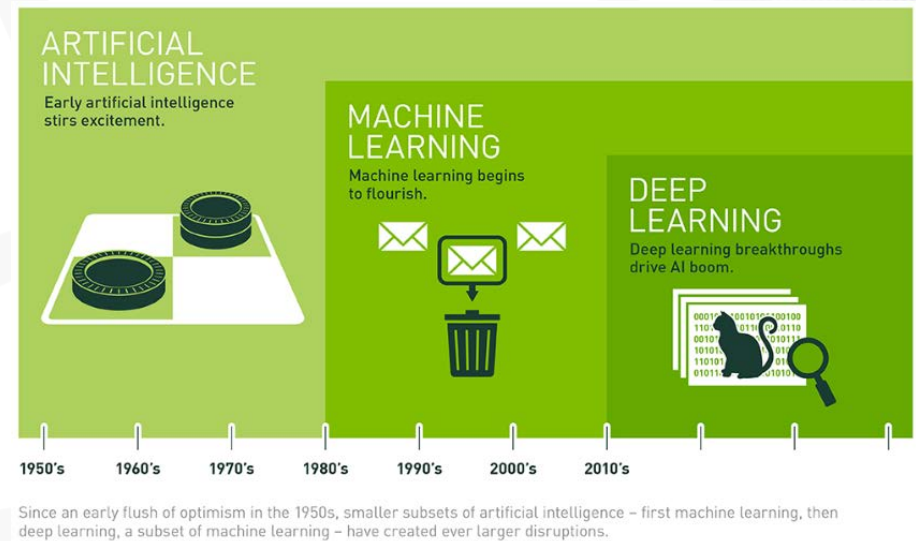 ARTIFICIAL
INTELLIGENCE
Early artificial intelligence
stirs excitement.
MACHINE
LEARNING
Machine learning begins
to flourish.
DEEP
LEARNING
Deep learning breakthroughs
drive AI boom.
1950's 1960's 1970's 1980's 1990's 2000's 2010's
Since an early flush of optimism in the 1950s, smaller subsets of artificial intelligence – first machine learning, then
deep learning, a subset of machine learning – have created ever larger disruptions.